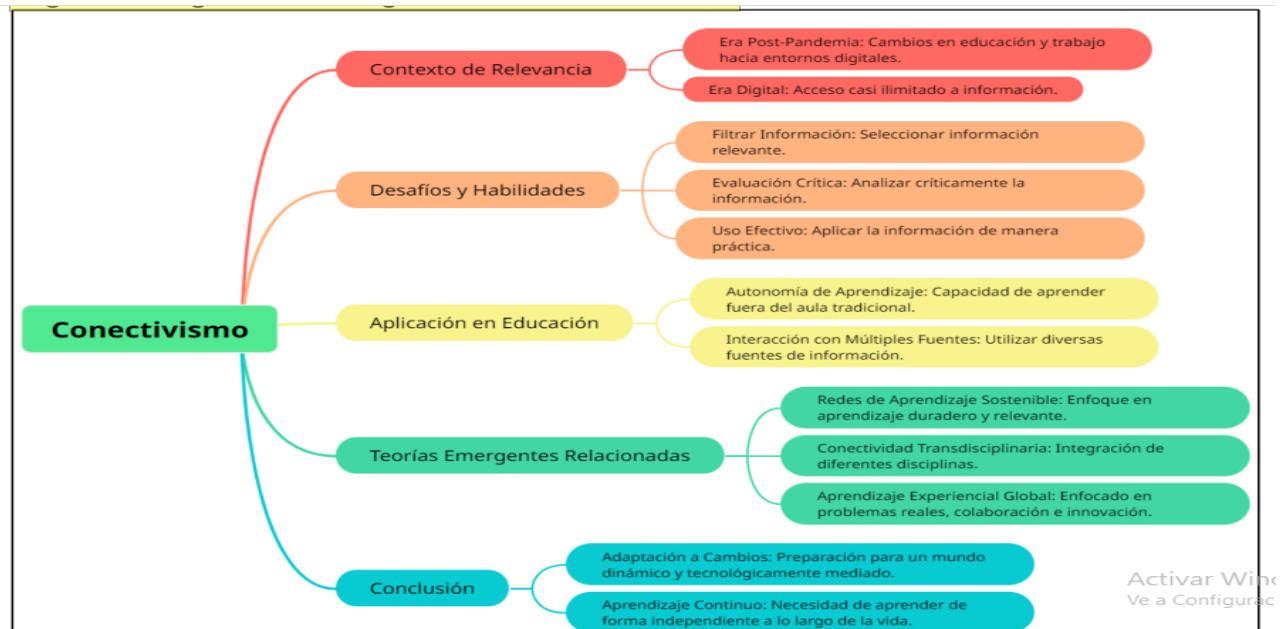 Contexto de Relevancia
Era Post-Pandemia: Cambios en educación y trabajo
hacia entornos digitales.
Era Digital: Acceso casi ilimitado a información.
Desafíos y Habilidades
Filtrar Información: Seleccionar información
relevante.
Evaluación Crítica: Analizar críticamente la
información.
Uso Efectivo: Aplicar la información de manera
práctica.
Conectivismo
Aplicación en Educación
Autonomía de Aprendizaje: Capacidad de aprender
fuera del aula tradicional.
Interacción con Múltiples Fuentes: Utilizar diversas
fuentes de información.
Teorías Emergentes Relacionadas
Redes de Aprendizaje Sostenible: Enfoque en
aprendizaje duradero y relevante.
Conectividad Transdisciplinaria: Integración de
diferentes disciplinas.
Aprendizaje Experiencial Global: Enfocado en
problemas reales, colaboración e innovación.
Conclusión
Adaptación a Cambios: Preparación para un mundo
dinámico y tecnológicamente mediado.
Aprendizaje Continuo: Necesidad de aprender de
forma independiente a lo largo de la vida.
Activar
Ve a